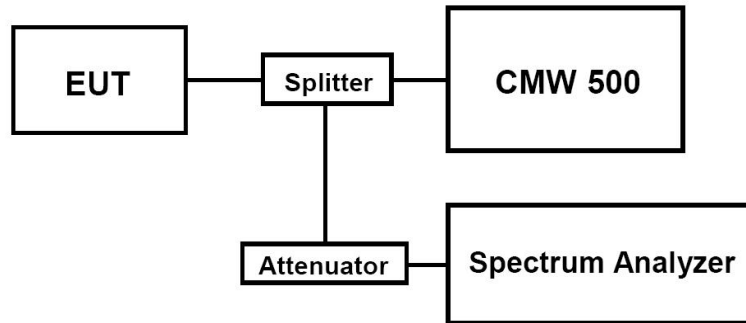 EUT
Splitter
CMW 500
Attenuator
Spectrum Analyzer